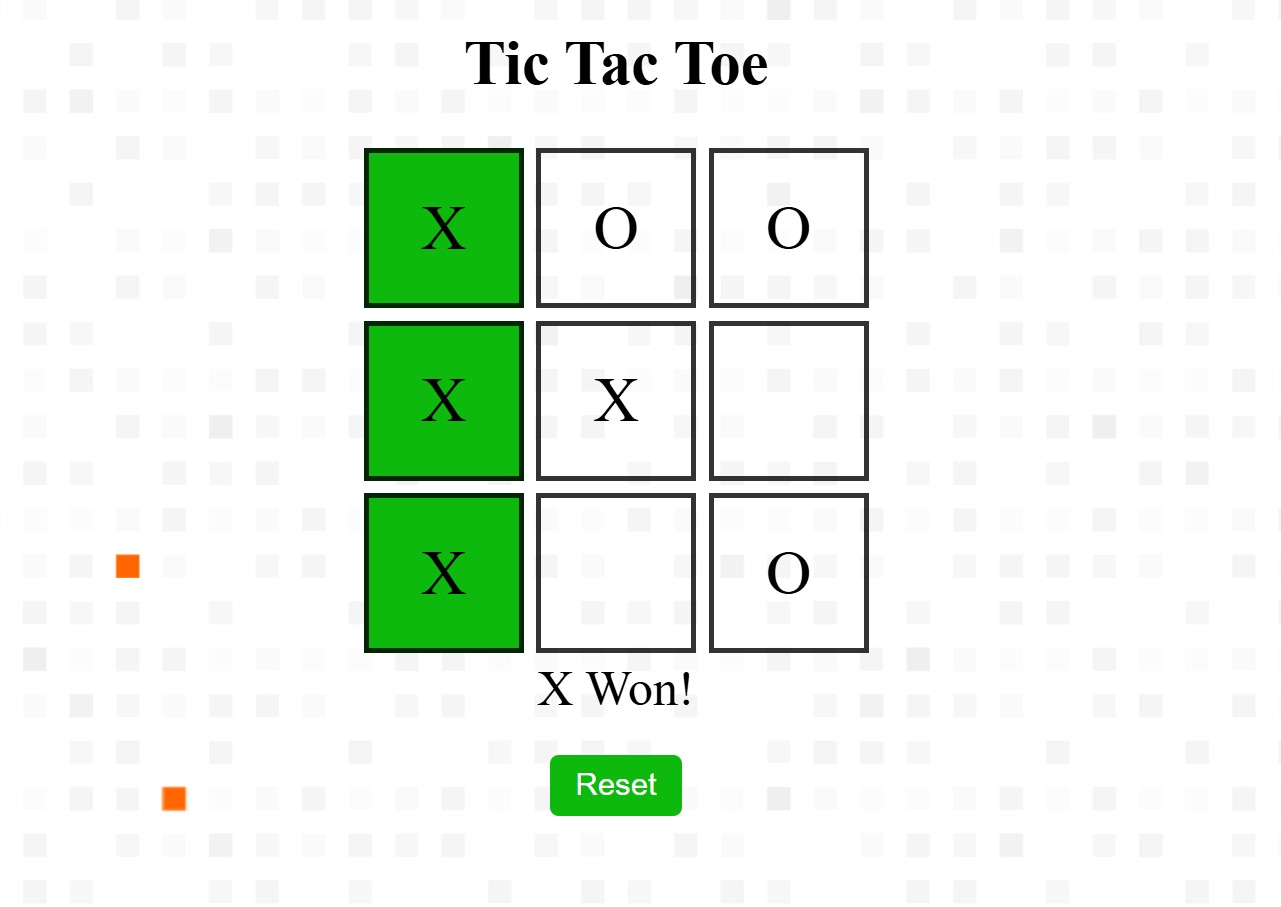 Tic Tac Toe
X O O
X X
X O
X Won!
Reset